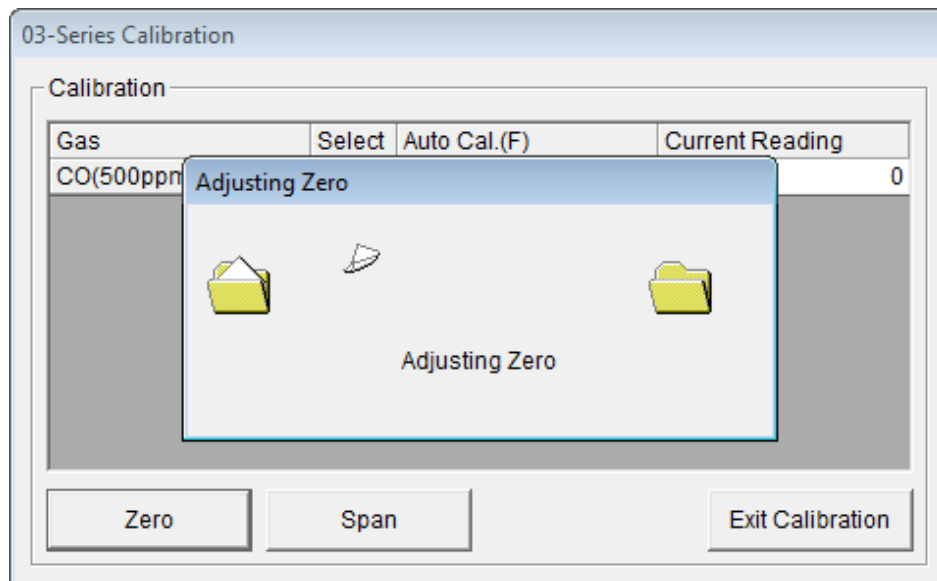 03-Series Calibration
Calibration
Gas Select Auto Cal.(F) Current Reading
CO(500ppm 0
Adjusting Zero
Adjusting Zero
Zero Span Exit Calibration